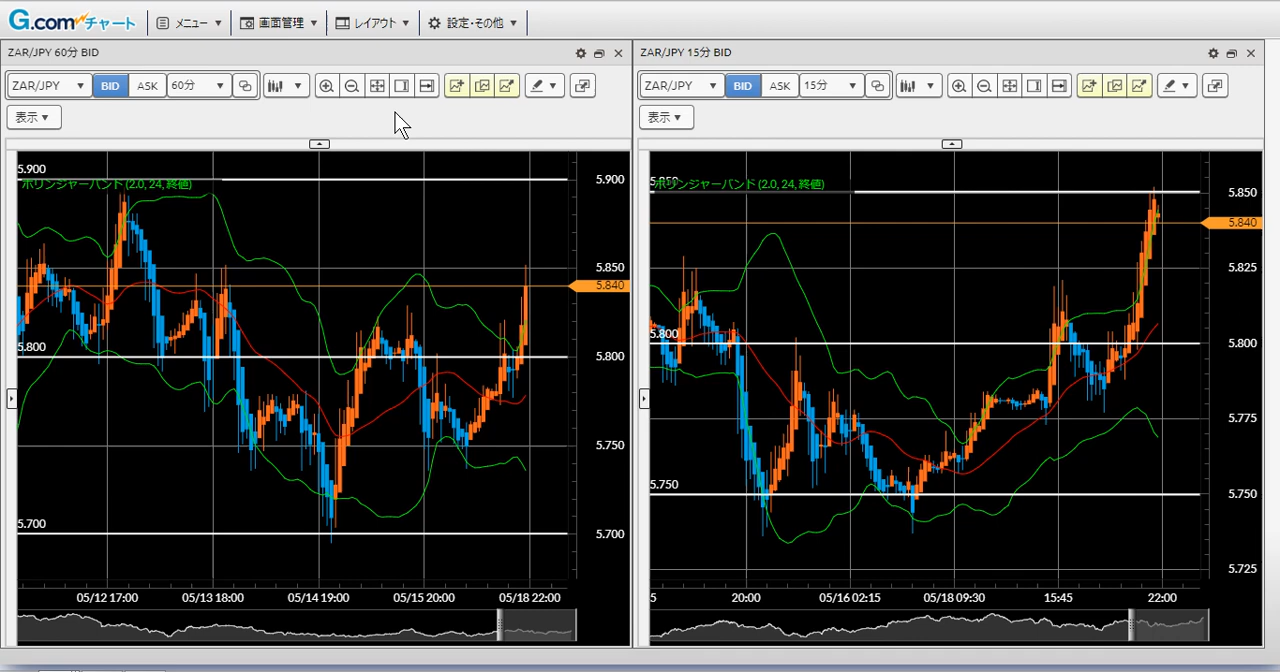 G.comチャート メニュー ▼ 画面管理 ▼ レイアウト ▼ 設定・その他 ▼
ZAR/JPY 60分 BID
ZAR/JPY ▼ BID ASK 60分 ▼
表示 ▼
5.900
ボリンジャーバンド (2.0, 24, 終値)
5.800
5.700
5.900
5.850
5.840
5.800
5.750
5.700
05/12 17:00 05/13 18:00 05/14 19:00 05/15 20:00 05/18 22:00
ZAR/JPY 15分 BID
ZAR/JPY ▼ BID ASK 15分 ▼
表示 ▼
5.850
ボリンジャーバンド (2.0, 24, 終値)
5.800
5.750
5.850
5.840
5.825
5.800
5.775
5.750
5.725
5 20:00 05/16 02:15 05/18 09:30 15:45 22:00